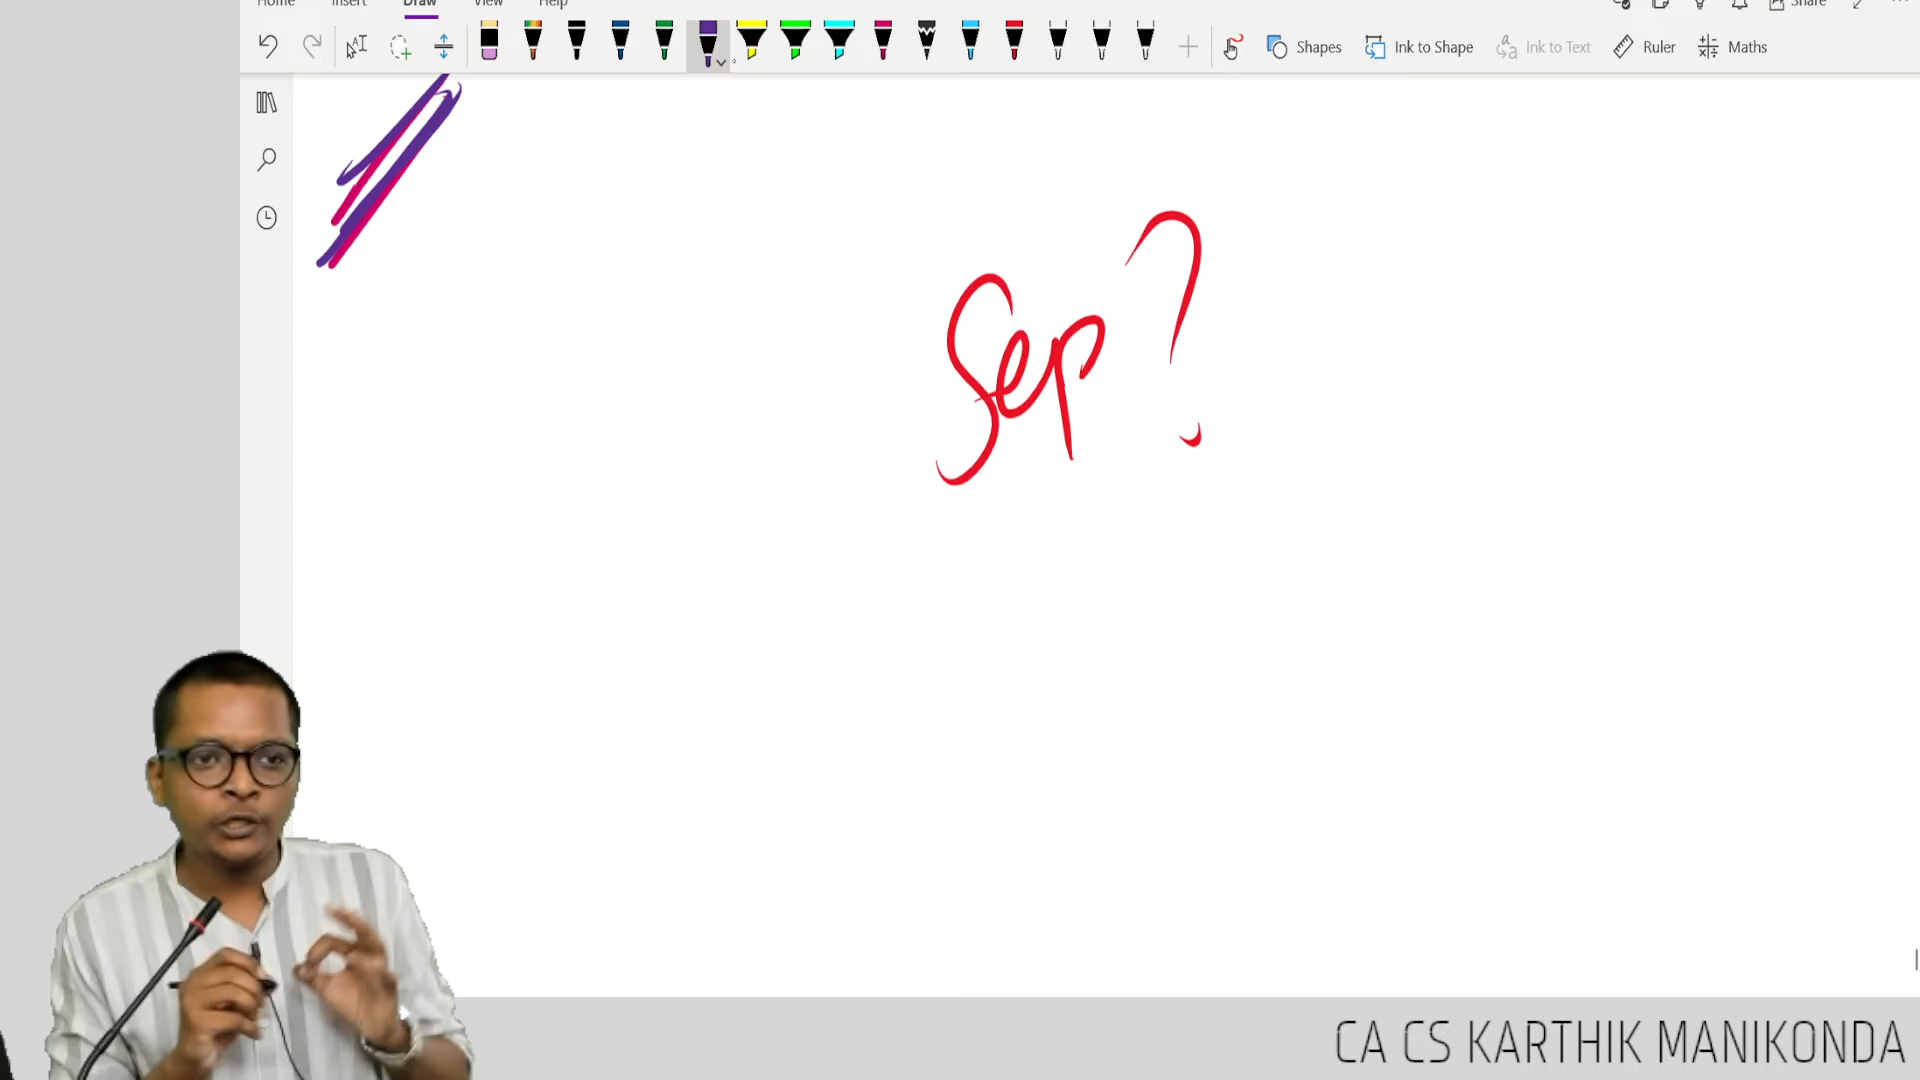 Home Insert Draw View Help Share
Shapes Ink to Shape Ink to Text Ruler Maths
Sep?
CA CS KARTHIK MANIKONDA